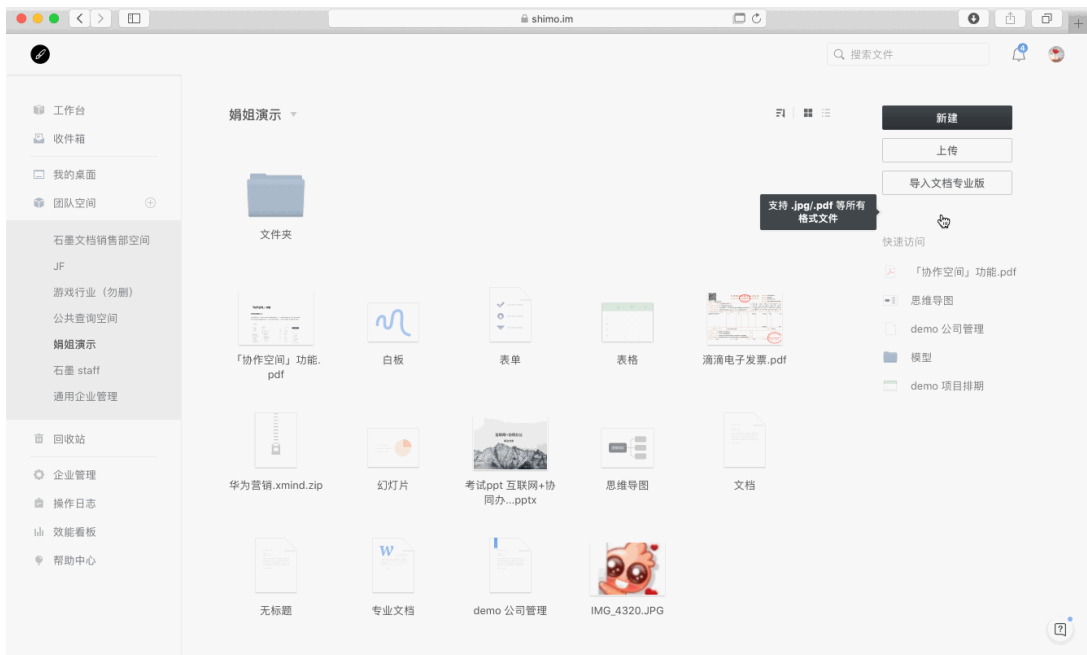 shimo.im
搜索文件
4
工作台
收件箱
我的桌面
团队空间
石墨文档销售部空间
JF
游戏行业（勿删）
公共查询空间
娟姐演示
石墨 staff
通用企业管理
回收站
企业管理
操作日志
效能看板
帮助中心
娟姐演示
文件夹
「协作空间」功能.
pdf
白板
表单
表格
滴滴电子发票.pdf
华为营销.xmind.zip
幻灯片
考试ppt 互联网+协
同办...pptx
思维导图
文档
无标题
W
专业文档
demo 公司管理
IMG_4320.JPG
新建
上传
导入文档专业版
支持 .jpg/.pdf 等所有
格式文件
快速访问
「协作空间」功能.pdf
思维导图
demo 公司管理
模型
demo 项目排期